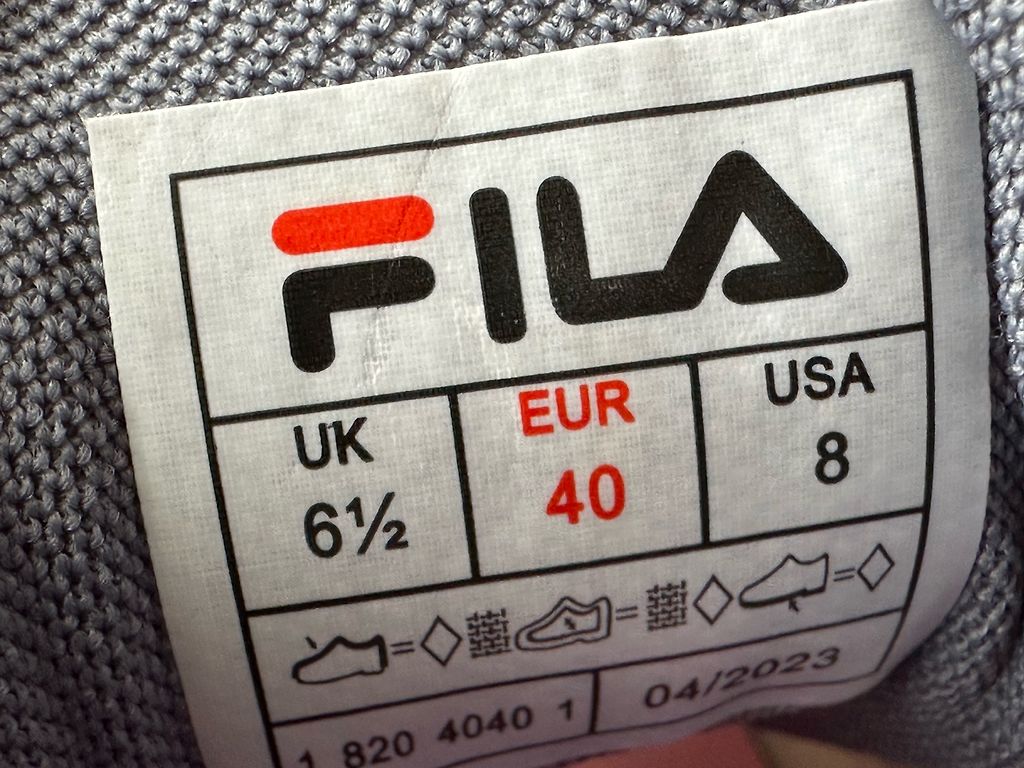 FILA
UK EUR USA
6½ 40 8
= =  =
1 820 4040 1 04/2023